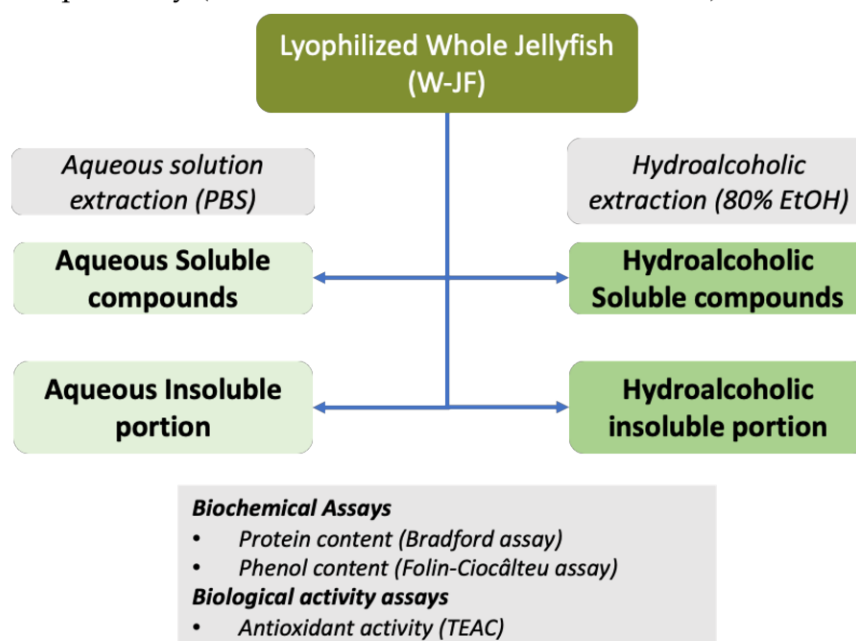 Lyophilized Whole Jellyfish
(W-JF)
Aqueous solution
extraction (PBS)
Hydroalcoholic
extraction (80% EtOH)
Aqueous Soluble
compounds
Hydroalcoholic
Soluble compounds
Aqueous Insoluble
portion
Hydroalcoholic
insoluble portion
Biochemical Assays
• Protein content (Bradford assay)
• Phenol content (Folin-Ciocâlteu assay)
Biological activity assays
• Antioxidant activity (TEAC)